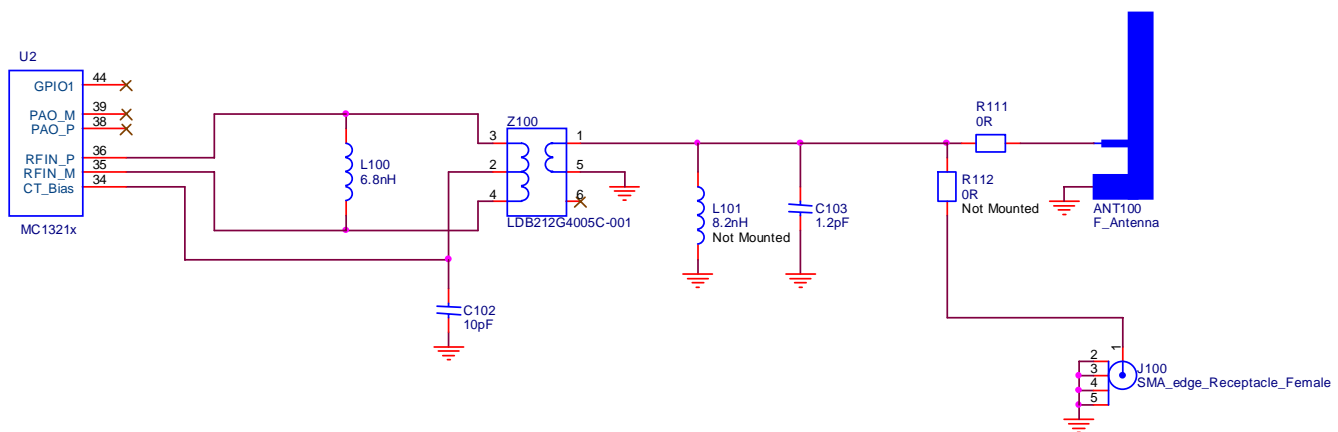 U2
GPIO1
44
PAO_M
39
PAO_P
38
RFIN_P
36
RFIN_M
35
CT_Bias
34
MC1321x
L100
6.8nH
Z100
3
2
4
1
5
6
LDB212G4005C-001
C102
10pF
L101
8.2nH
Not Mounted
C103
1.2pF
R111
0R
R112
0R
Not Mounted
ANT100
F_Antenna
1
2
3
4
5
J100
SMA_edge_Receptacle_Female